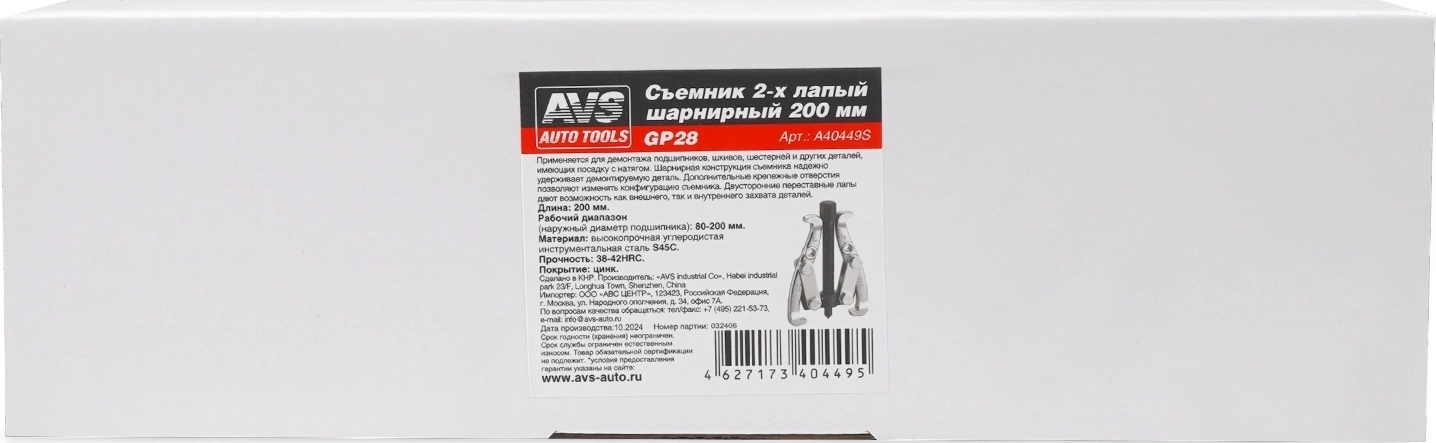 AVS
AUTO TOOLS
Съемник 2-х лапый
шарнирный 200 мм
GP28
Арт.: A40449S
Применяется для демонтажа подшипников, шкивов, шестерней и других деталей,
имеющих посадку с натягом. Шарнирная конструкция съемника надежно
удерживает демонтируемую деталь. Дополнительные крепежные отверстия
позволяют изменять конфигурацию съемника. Двусторонние переставные лапы
дают возможность как внешнего, так и внутреннего захвата деталей.
Длина: 200 мм.
Рабочий диапазон
(наружный диаметр подшипника): 80-200 мм.
Материал: высокопрочная углеродистая
инструментальная сталь S45C.
Прочность: 38-42HRC.
Покрытие: цинк.
Сделано в КНР. Производитель: «AVS Industrial Co», Hebei industrial
park 23/F, Longhua Town, Shenzhen, China
Импортер: ООО «АВС ЦЕНТР», 123423, Российская Федерация,
г. Москва, ул. Народного ополчения, д. 34, офис 7А.
По вопросам качества обращаться: тел/факс: +7 (495) 221-53-73,
e-mail: info@avs-auto.ru
Дата производства:10.2024 Номер партии: 032406
Срок годности (хранения) неограничен.
Срок службы ограничен естественным
износом. Товар обязательной сертификации
не подлежит. *условия предоставления
гарантии указаны на сайте:
www.avs-auto.ru
4 627173 404495